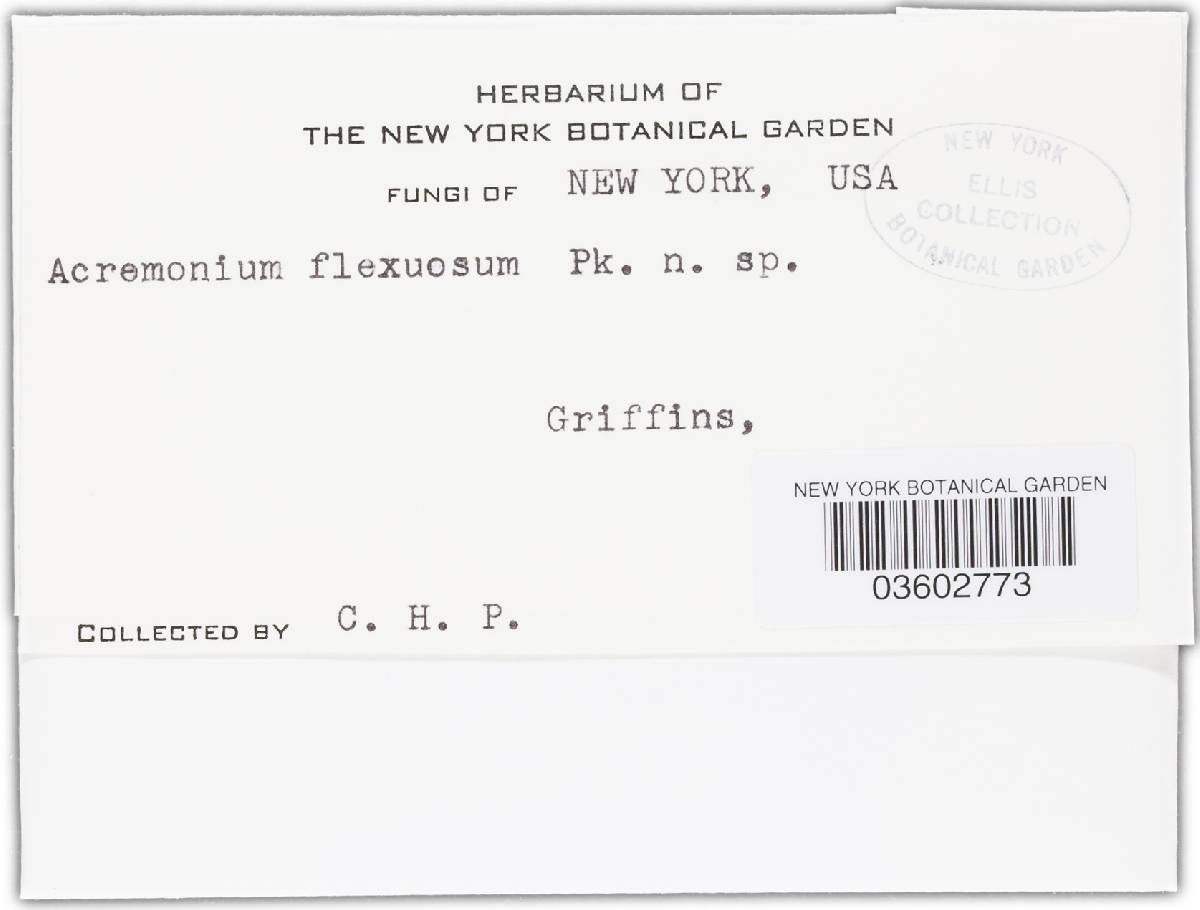 HERBARIUM OF
THE NEW YORK BOTANICAL GARDEN
FUNGI OF NEW YORK, USA
NEW YORK
ELLIS
COLLECTION
BOTANICAL GARDEN
Acremonium flexuosum Pk. n. sp.
Griffins,
NEW YORK BOTANICAL GARDEN
03602773
COLLECTED BY C. H. P.